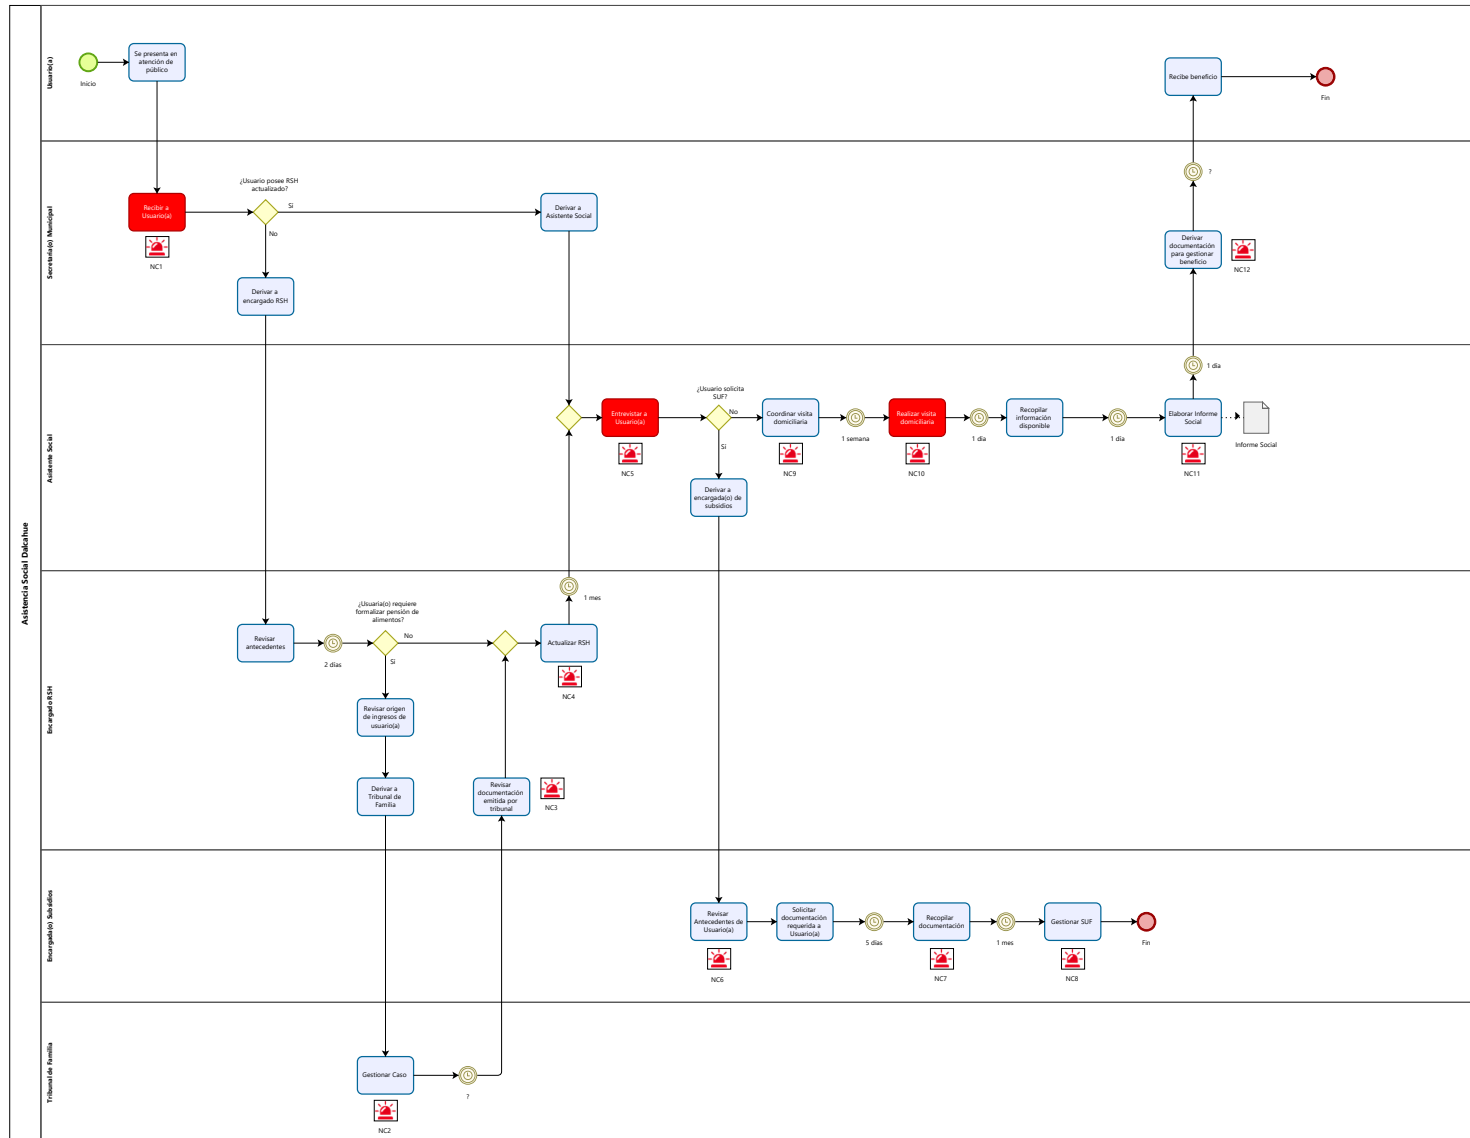 Asistencia Social Dalcahue
Usuario(a)
Inicio
Se presenta en
atención de
público
Recibe beneficio
Fin
Secretaria(o) Municipal
Recibir a
Usuario(a)
NC1
¿Usuario posee RSH
actualizado?
Sí
No
Derivar a
encargado RSH
Derivar a
Asistente Social
?
Derivar
documentación
para gestionar
beneficio
NC12
Asistente Social
Entrevistar a
Usuario(a)
NC5
¿Usuario solicita
SUF?
No
Sí
Derivar a
encargada(o) de
subsidios
Coordinar visita
domiciliaria
NC9
1 semana
Realizar visita
domiciliaria
NC10
1 día
Recopilar
información
disponible
1 día
Elaborar Informe
Social
NC11
1 día
Informe Social
Encargado RSH
Revisar
antecedentes
2 días
¿Usuaria(o) requiere
formalizar pensión de
alimentos?
No
Sí
Revisar origen
de ingresos de
usuario(a)
Derivar a
Tribunal de
Familia
Revisar
documentación
emitida por
tribunal
NC3
Actualizar RSH
NC4
1 mes
Encargada(o) Subsidios
Revisar
Antecedentes de
Usuario(a)
NC6
Solicitar
documentación
requerida a
Usuario(a)
5 días
Recopilar
documentación
NC7
1 mes
Gestionar SUF
NC8
Fin
Tribunal de Familia
Gestionar Caso
NC2
?